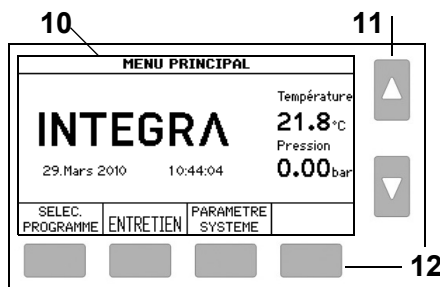 10
11
MENU PRINCIPAL
INTEGRA
Température
21.8°C
Pression
0.00bar
29.Mars 2010 10:44:04
SELEC. PROGRAMME
ENTRETIEN
PARAMETRE SYSTEME
12